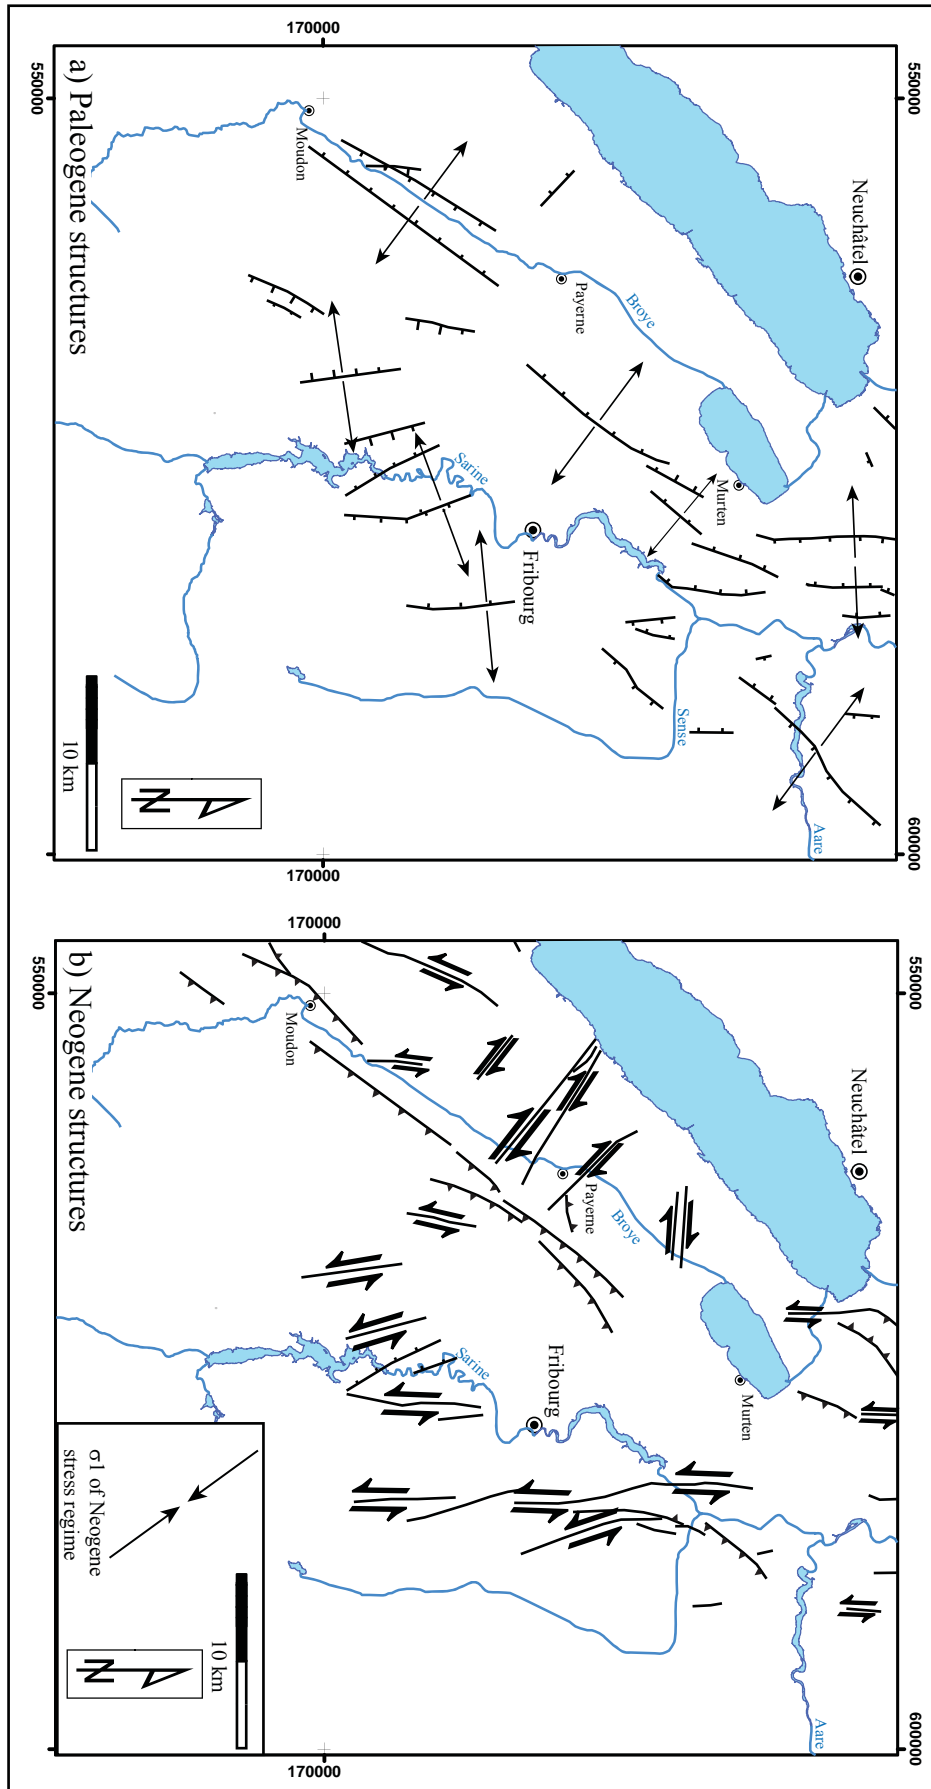 170000
550000
550000
Neuchâtel
Moudon
Payerne
Broye
Murten
Sarine
Fribourg
Sense
Aare
10 km
N
600000
600000
170000
a) Paleogene structures
170000
550000
550000
Neuchâtel
Moudon
Payerne
Broye
Murten
Sarine
Fribourg
Aare
σ1 of Neogene
stress regime
10 km
N
600000
600000
170000
b) Neogene structures